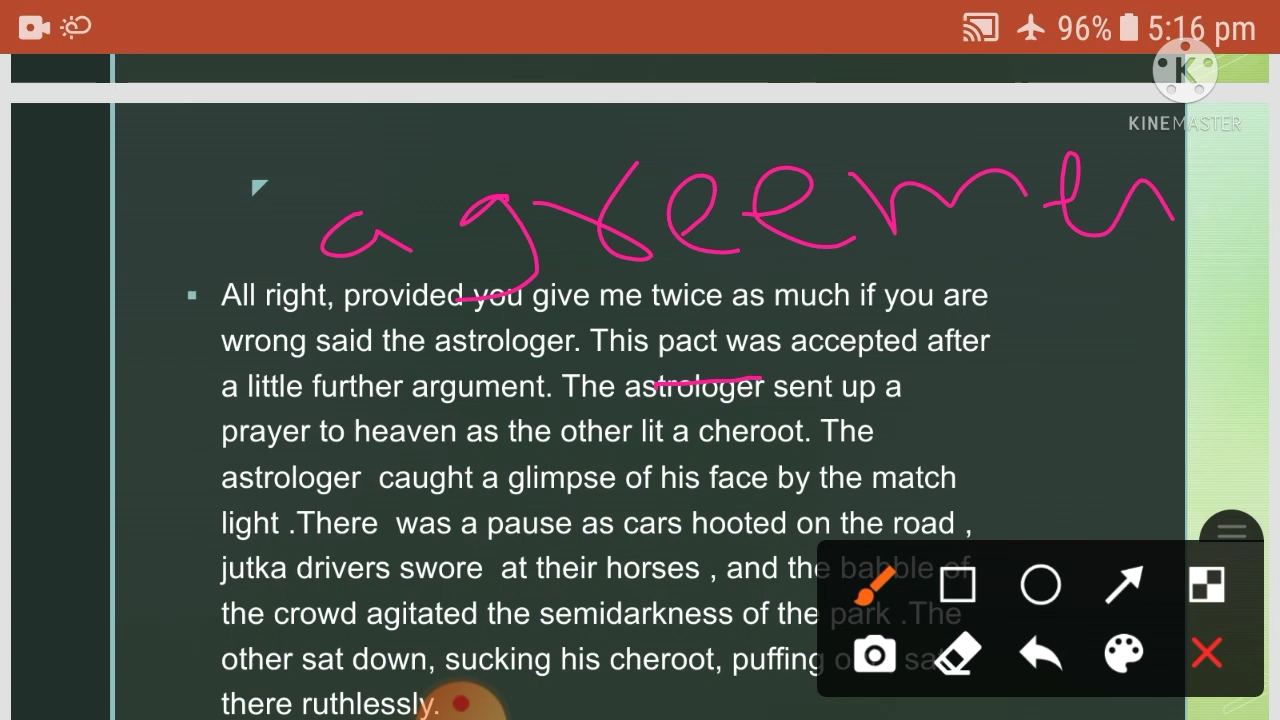 96% 5:16 pm
K
KINEMASTER
agreemen
All right, provided you give me twice as much if you are
wrong said the astrologer. This pact was accepted after
a little further argument. The astrologer sent up a
prayer to heaven as the other lit a cheroot. The
astrologer caught a glimpse of his face by the match
light .There was a pause as cars hooted on the road ,
jutka drivers swore at their horses , and the babble of
the crowd agitated the semidarkness of the park .The
other sat down, sucking his cheroot, puffing sat
there ruthlessly.